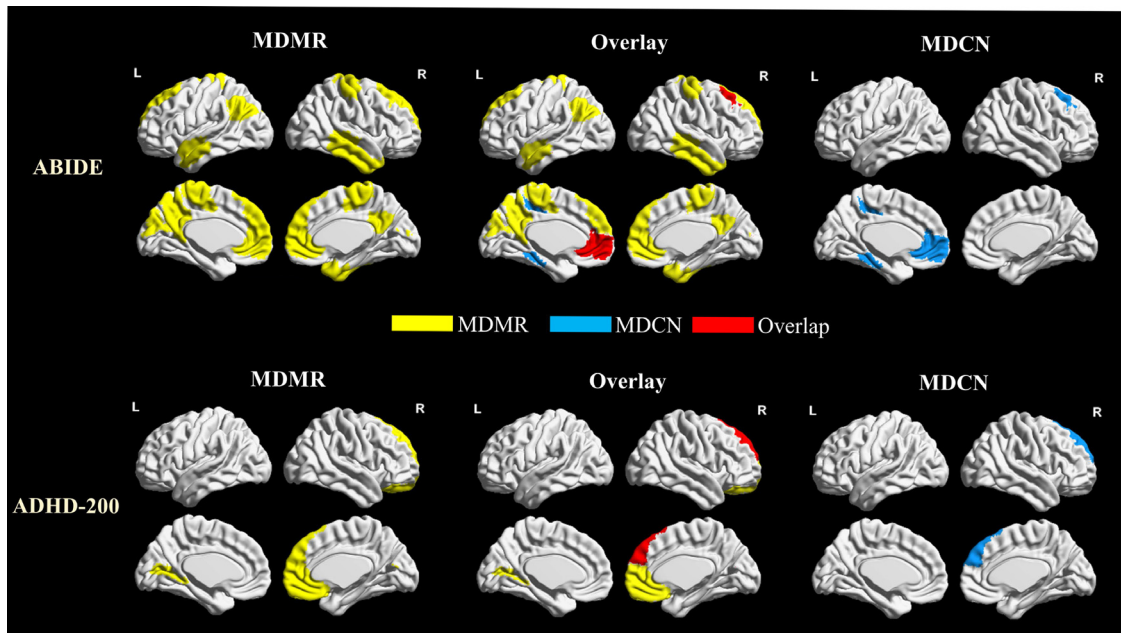 MDMR Overlay MDCN
L R L R L R
ABIDE
MDMR MDCN Overlap
MDMR Overlay MDCN
L R L R L R
ADHD-200